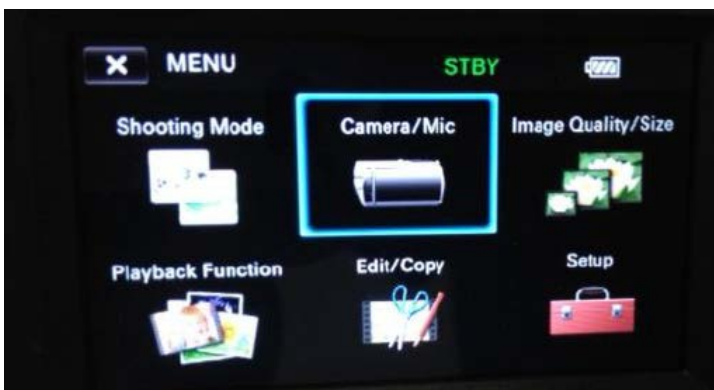 MENU STBY
Shooting Mode Camera/Mic Image Quality/Size
Playback Function Edit/Copy Setup